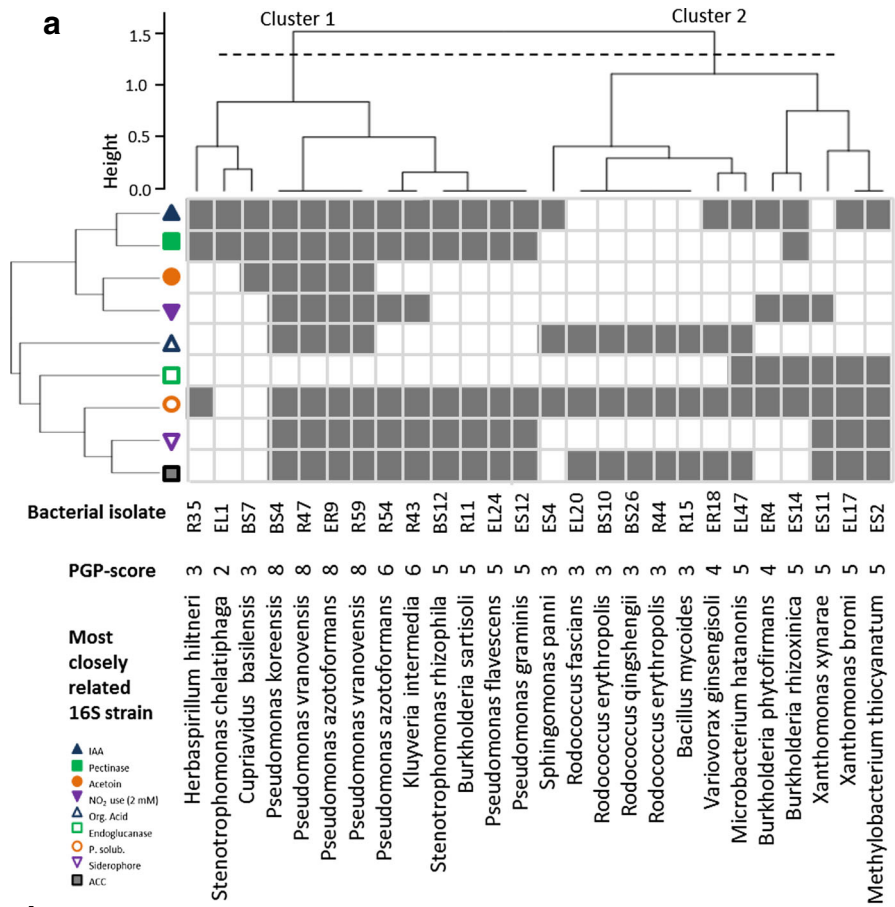 a
Cluster 1
Cluster 2
1.5
1.0
0.5
0.0
Height
Bacterial isolate
R35 EL1 BS7 BS4 R47 ER9 R59 R54 R43 BS12 R11 EL24 ES12 ES4 EL20 BS10 BS26 R44 R15 ER18 EL47 ER4 ES14 ES11 EL17 ES2
PGP-score
3 2 3 8 8 8 8 6 6 5 5 5 5 3 3 3 3 3 3 4 5 4 5 5 5 5
Most
closely
related
16S strain
Herbaspirillum hiltneri
Stenotrophomonas chelatiphaga
Cupriavidus basilensis
Pseudomonas koreensis
Pseudomonas vranovensis
Pseudomonas azotoformans
Pseudomonas vranovensis
Pseudomonas azotoformans
Kluyveria intermedia
Stenotrophomonas rhizophila
Burkholderia sartisoli
Pseudomonas flavescens
Pseudomonas graminis
Sphingomonas panni
Rodococcus fascians
Rodococcus erythropolis
Rodococcus qingshengii
Rodococcus erythropolis
Bacillus mycoides
Variovorax ginsengisoli
Microbacterium hatanonis
Burkholderia phytofirmans
Burkholderia rhizoxinica
Xanthomonas xynarae
Xanthomonas bromi
Methylobacterium thiocyanatum
IAA
Pectinase
Acetoin
NO₂ use (2 mM)
Org. Acid
Endoglucanase
P. solub.
Siderophore
ACC